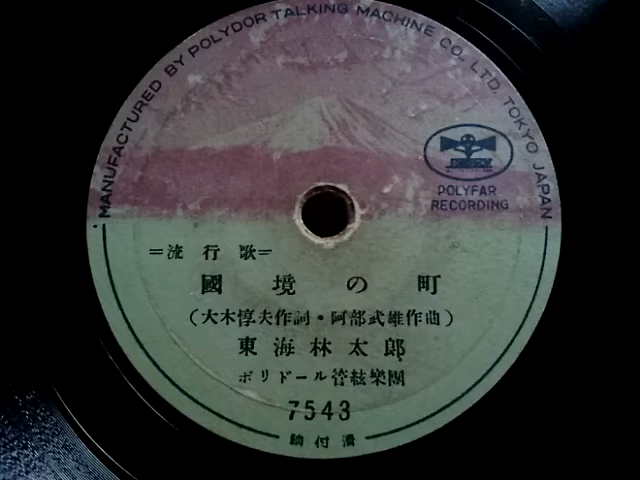 MANUFACTURED BY POLYDOR TALKING MACHINE CO., LTD. TOKYO JAPAN
POLYFAR
RECORDING
=流行歌=
國境の町
(大木惇夫作詞・阿部武雄作曲)
東海林太郎
ポリドール管絃樂團
7543